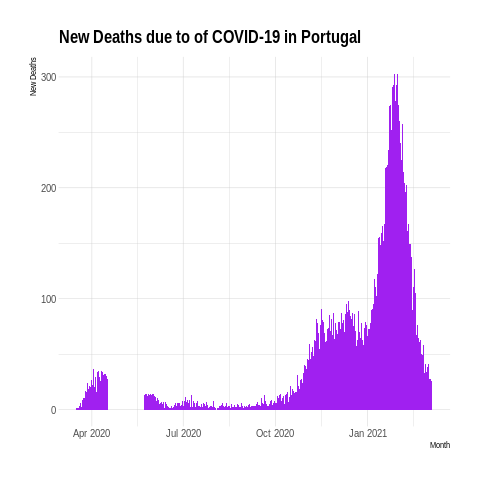 New Deaths due to of COVID-19 in Portugal
New Deaths
300
200
100
0
Apr 2020 Jul 2020 Oct 2020 Jan 2021
Month